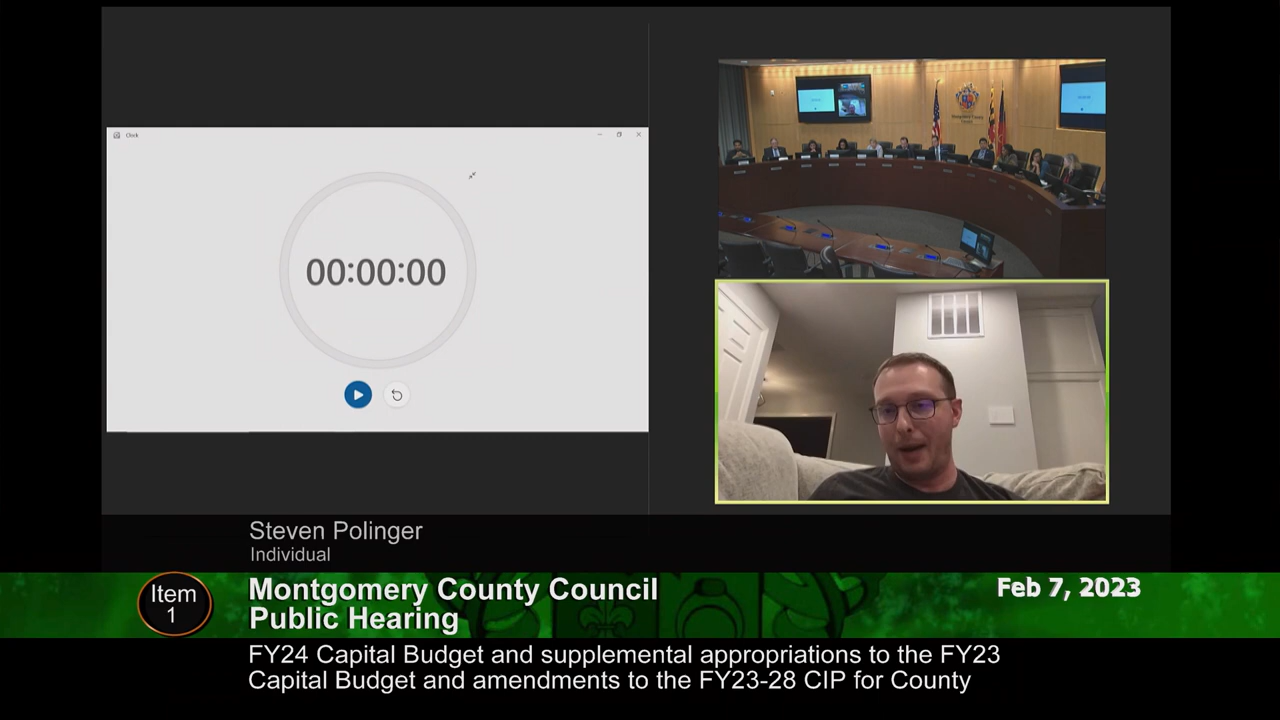 Clock
00:00:00
Steven Polinger
Individual
Item
1
Montgomery County Council
Public Hearing
Feb 7, 2023
FY24 Capital Budget and supplemental appropriations to the FY23
Capital Budget and amendments to the FY23-28 CIP for County